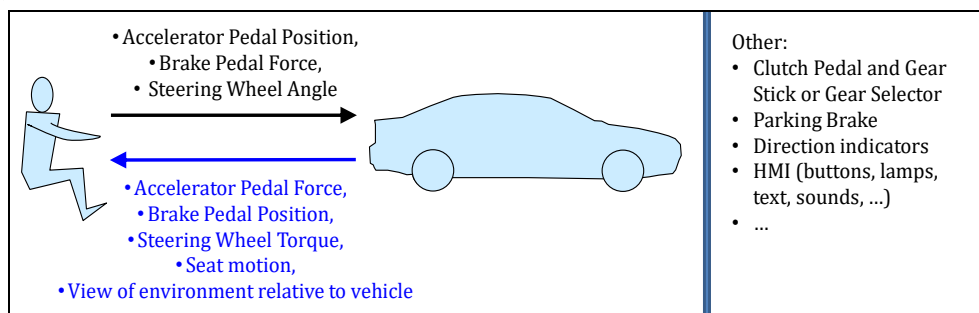 •Accelerator Pedal Position,
•Brake Pedal Force,
• Steering Wheel Angle
•Accelerator Pedal Force,
•Brake Pedal Position,
•Steering Wheel Torque,
•Seat motion,
•View of environment relative to vehicle
Other:
• Clutch Pedal and Gear
Stick or Gear Selector
• Parking Brake
• Direction indicators
• HMI (buttons, lamps,
text, sounds, …)
• …